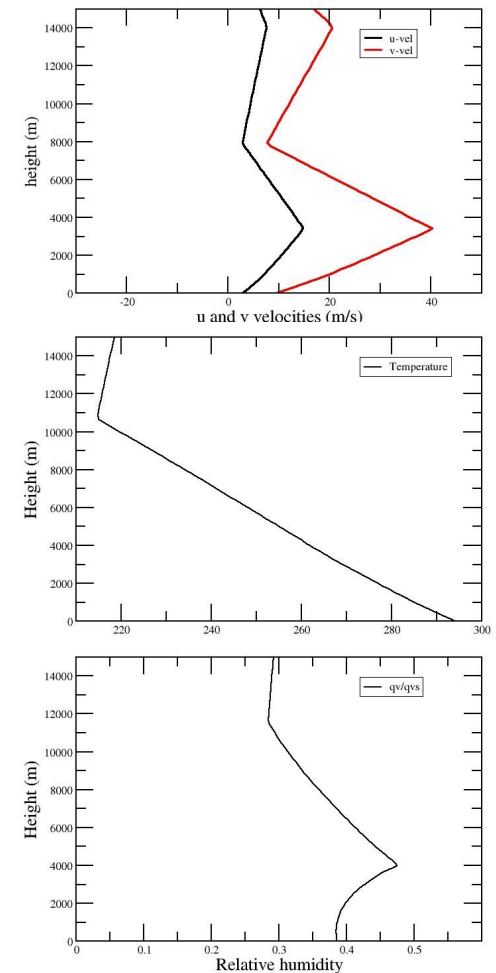 14000
12000
10000
8000
6000
4000
2000
0
height (m)
u-vel
v-vel
-20 0 20 40
u and v velocities (m/s)
14000
12000
10000
8000
6000
4000
2000
0
Height (m)
Temperature
220 240 260 280 300
14000
12000
10000
8000
6000
4000
2000
0
Height (m)
qv/qvs
0 0.1 0.2 0.3 0.4 0.5
Relative humidity